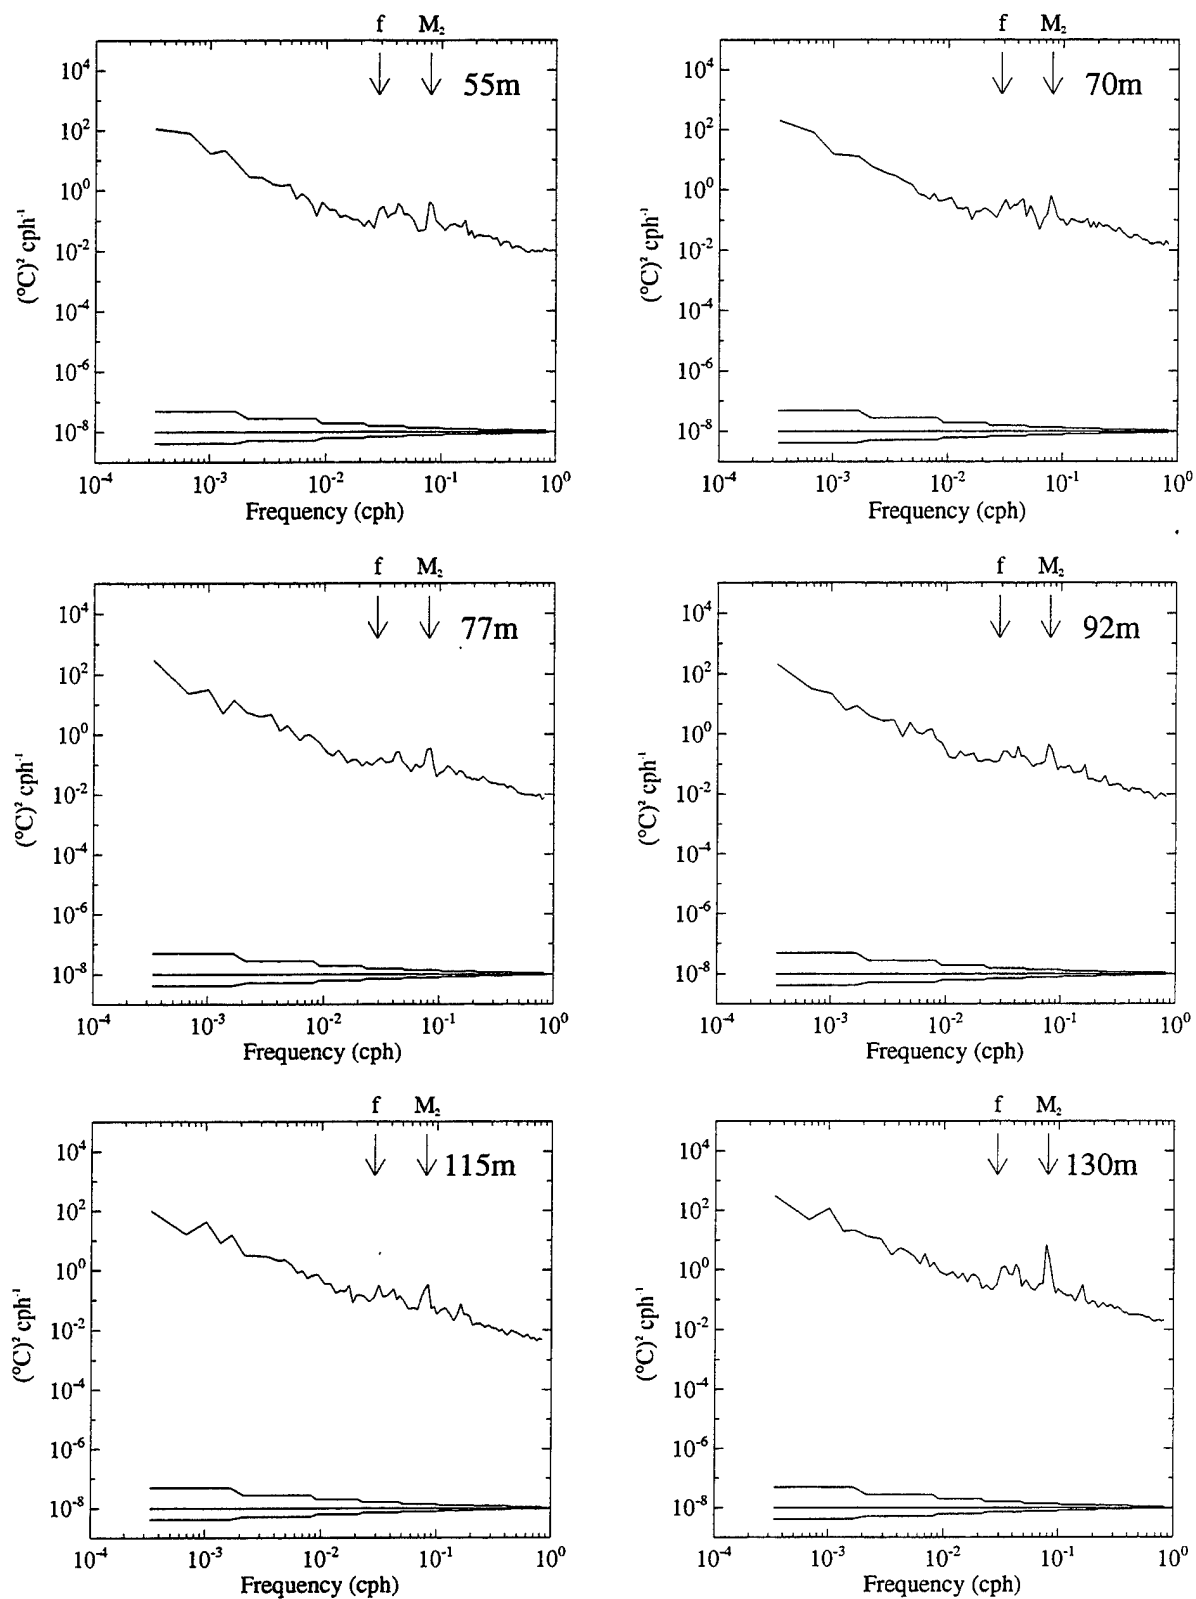 f M₂ f M₂
55m 70m
10⁴ 10⁴
10² 10²
10⁰ 10⁰
10⁻² 10⁻²
10⁻⁴ 10⁻⁴
10⁻⁶ 10⁻⁶
10⁻⁸ 10⁻⁸
(°C)² cph⁻¹ (°C)² cph⁻¹
10⁻⁴ 10⁻³ 10⁻² 10⁻¹ 10⁰ 10⁻⁴ 10⁻³ 10⁻² 10⁻¹ 10⁰
Frequency (cph) Frequency (cph)
f M₂ f M₂
77m 92m
10⁴ 10⁴
10² 10²
10⁰ 10⁰
10⁻² 10⁻²
10⁻⁴ 10⁻⁴
10⁻⁶ 10⁻⁶
10⁻⁸ 10⁻⁸
(°C)² cph⁻¹ (°C)² cph⁻¹
10⁻⁴ 10⁻³ 10⁻² 10⁻¹ 10⁰ 10⁻⁴ 10⁻³ 10⁻² 10⁻¹ 10⁰
Frequency (cph) Frequency (cph)
f M₂ f M₂
115m 130m
10⁴ 10⁴
10² 10²
10⁰ 10⁰
10⁻² 10⁻²
10⁻⁴ 10⁻⁴
10⁻⁶ 10⁻⁶
10⁻⁸ 10⁻⁸
(°C)² cph⁻¹ (°C)² cph⁻¹
10⁻⁴ 10⁻³ 10⁻² 10⁻¹ 10⁰ 10⁻⁴ 10⁻³ 10⁻² 10⁻¹ 10⁰
Frequency (cph) Frequency (cph)